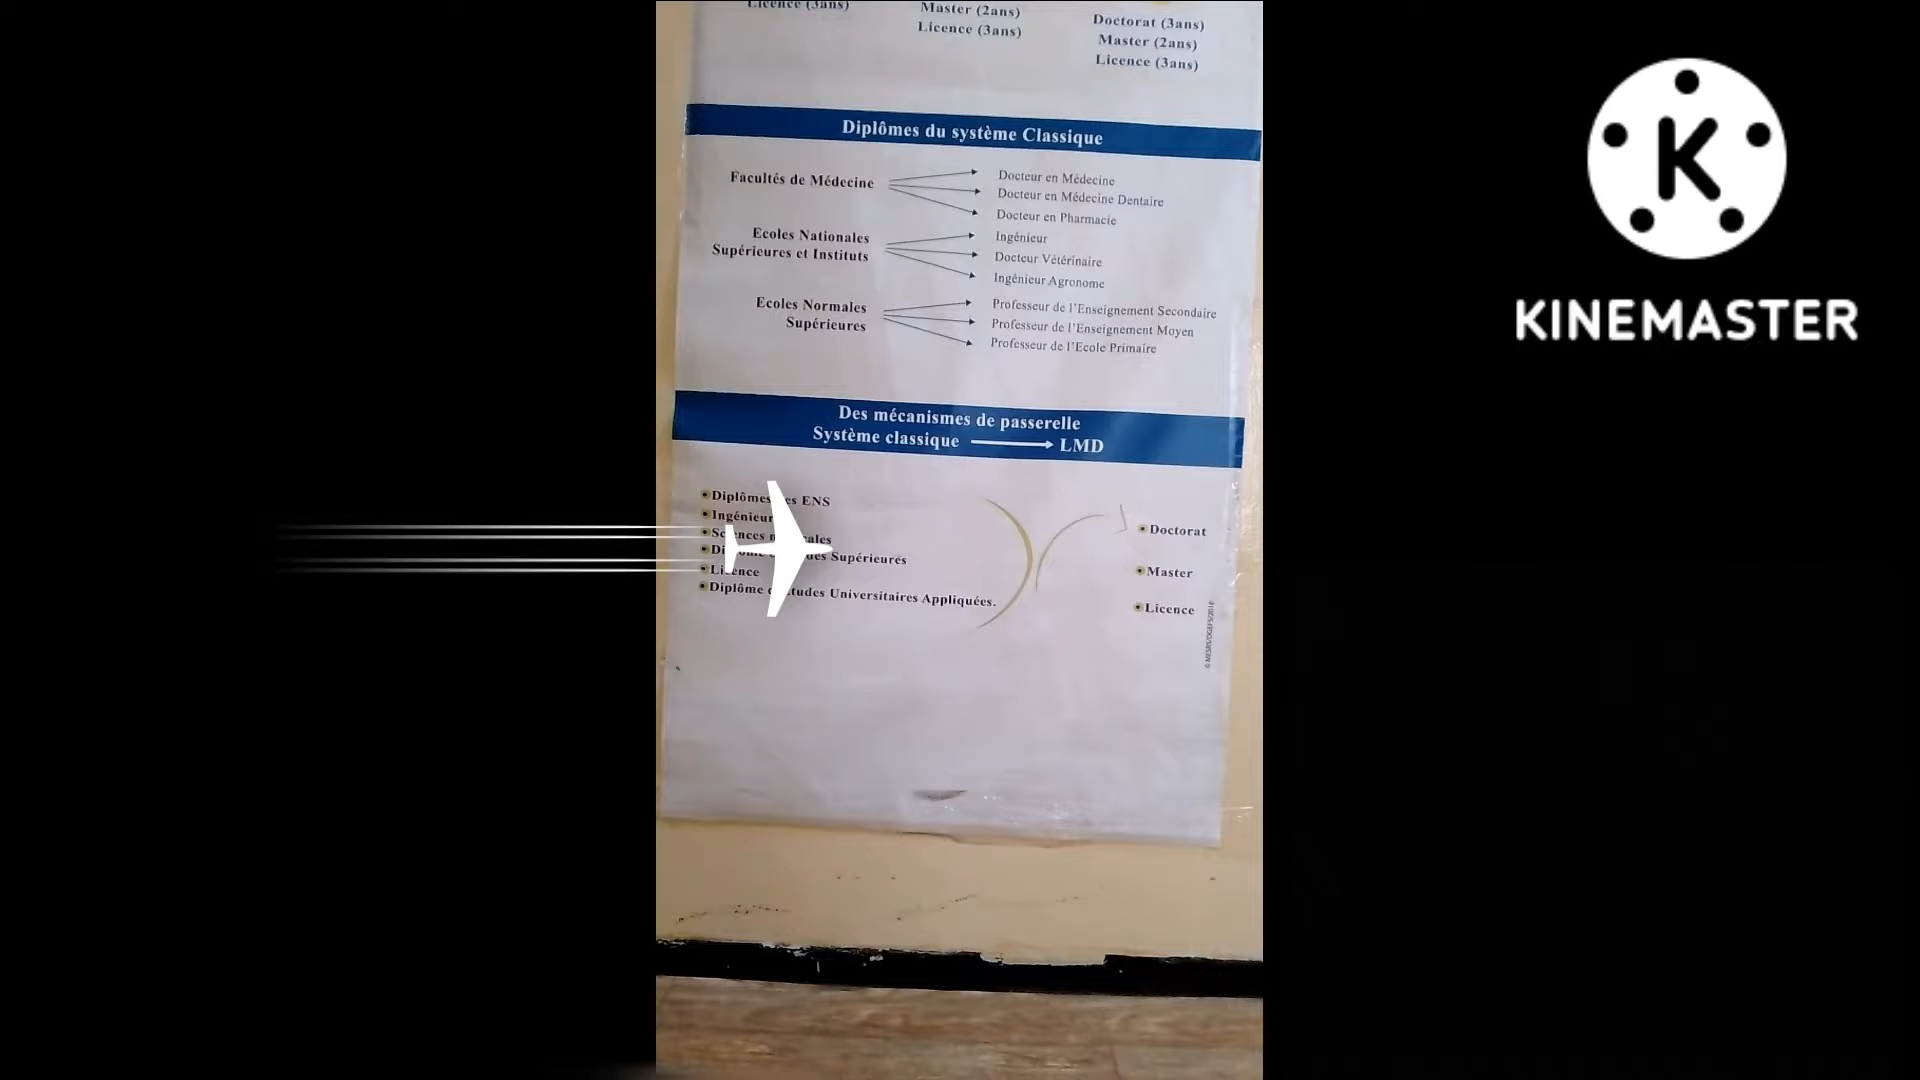 Licence (3ans)
Master (2ans)
Licence (3ans)
Doctorat (3ans)
Master (2ans)
Licence (3ans)
Diplômes du système Classique
Facultés de Médecine
Docteur en Médecine
Docteur en Médecine Dentaire
Docteur en Pharmacie
Ecoles Nationales
Supérieures et Instituts
Ingénieur
Docteur Vétérinaire
Ingénieur Agronome
Ecoles Normales
Supérieures
Professeur de l'Enseignement Secondaire
Professeur de l'Enseignement Moyen
Professeur de l'Ecole Primaire
Des mécanismes de passerelle
Système classique → LMD
•Diplômes ENS
•Ingénieur
•
• Supérieures
•Licence
•Diplôme Universitaires Appliquées.
•Doctorat
•Master
•Licence
K
KINEMASTER